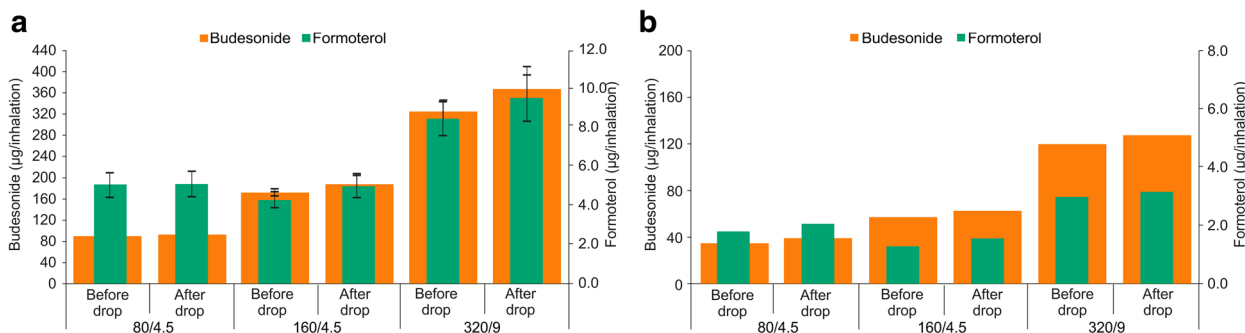 a
Budesonide Formoterol
Budesonide (µg/inhalation)
440
400
360
320
280
240
200
160
120
80
40
0
12.0
10.0
8.0
6.0
4.0
2.0
0.0
Formoterol (µg/inhalation)
Before drop After drop Before drop After drop Before drop After drop
80/4.5 160/4.5 320/9
b
Budesonide Formoterol
Budesonide (µg/inhalation)
200
160
120
80
40
0
8.0
6.0
4.0
2.0
0.0
Formoterol (µg/inhalation)
Before drop After drop Before drop After drop Before drop After drop
80/4.5 160/4.5 320/9